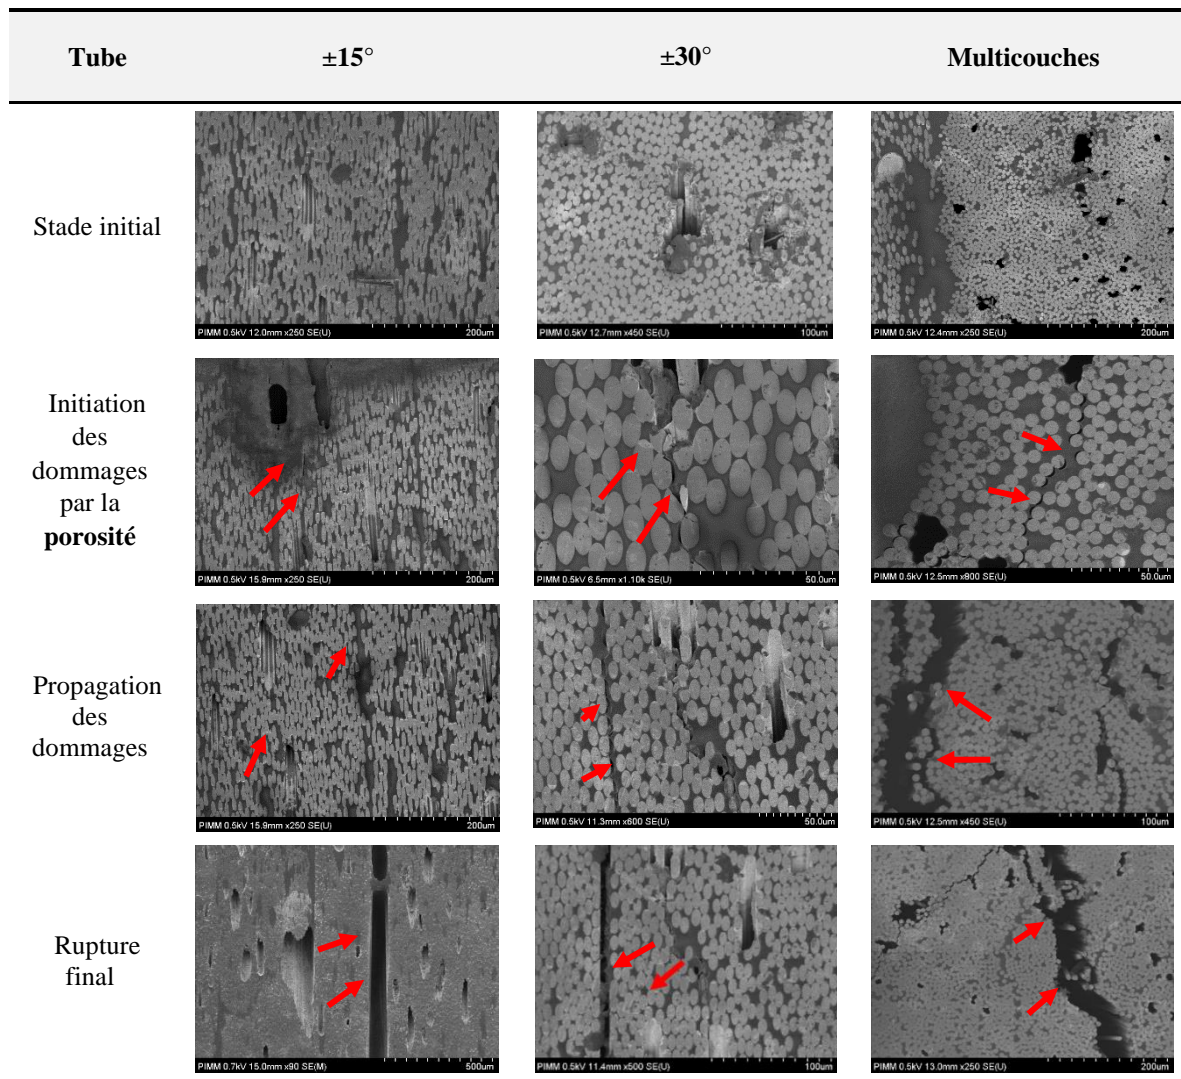 Tube ±15° ±30° Multicouches
Stade initial
PIMM 0.5kV 12.0mm x250 SE(U) 200um
PIMM 0.5kV 12.7mm x450 SE(U) 100um
PIMM 0.5kV 12.4mm x250 SE(U) 200um
Initiation
des
dommages
par la
porosité
PIMM 0.5kV 15.9mm x250 SE(U) 200um
PIMM 0.5kV 6.5mm x1.10k SE(U) 50.0um
PIMM 0.5kV 12.5mm x800 SE(U) 50.0um
Propagation
des
dommages
PIMM 0.5kV 15.9mm x250 SE(U) 200um
PIMM 0.5kV 11.3mm x600 SE(U) 50.0um
PIMM 0.5kV 12.5mm x450 SE(U) 100um
Rupture
final
PIMM 0.7kV 15.0mm x90 SE(M) 500um
PIMM 0.5kV 11.4mm x500 SE(U) 100um
PIMM 0.5kV 13.0mm x250 SE(U) 200um